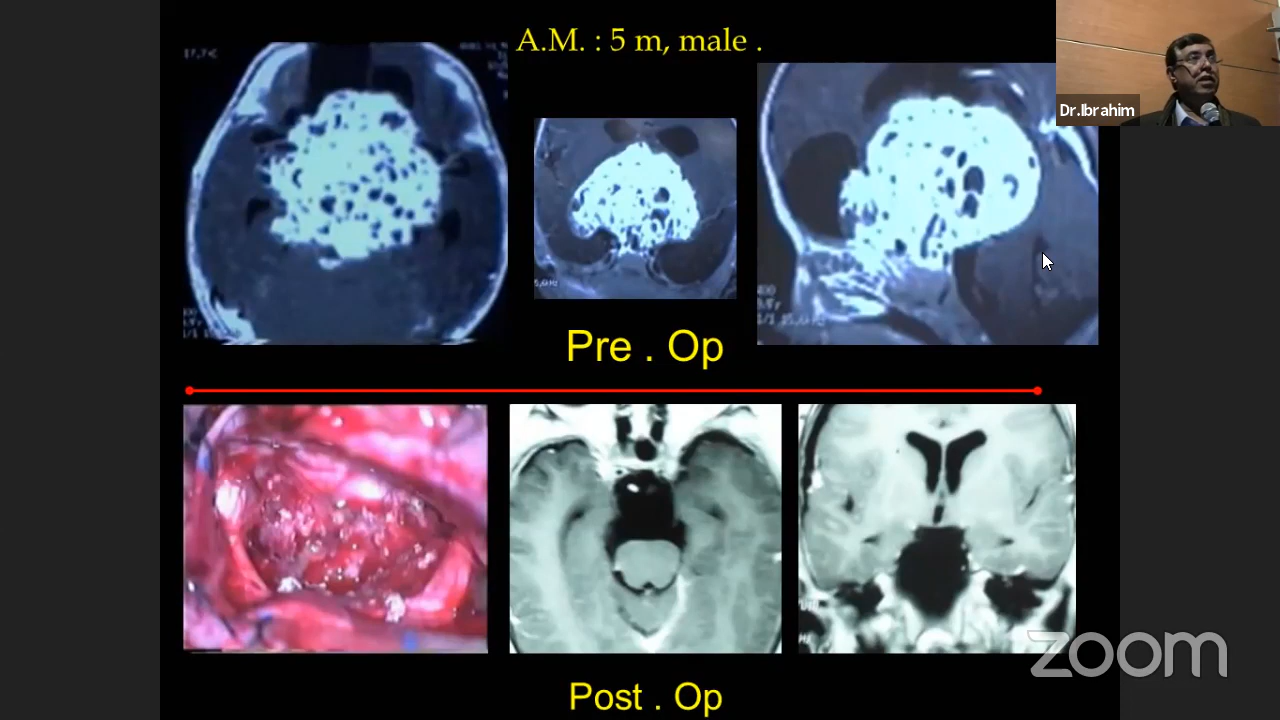 A.M. : 5 m, male .
Dr.Ibrahim
Pre . Op
Post . Op
zoom